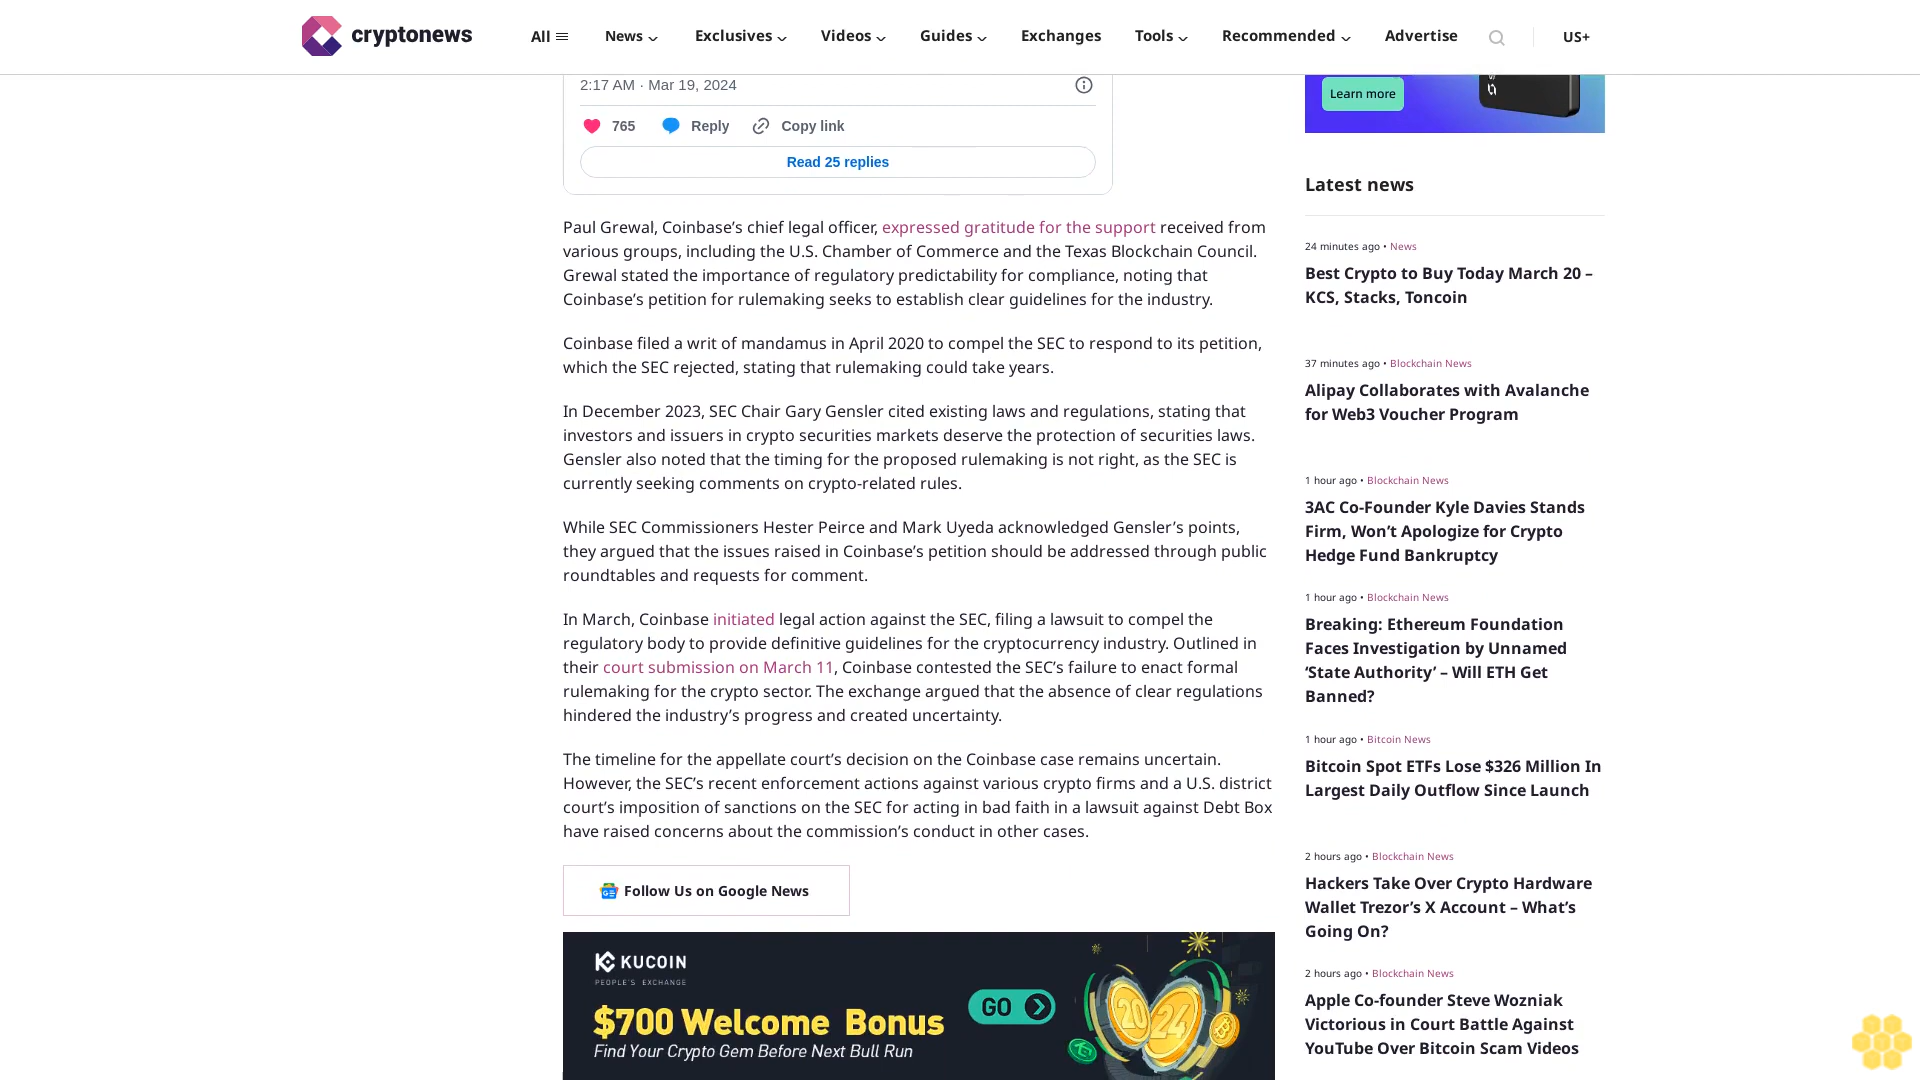 cryptonews
All
News
Exclusives
Videos
Guides
Exchanges
Tools
Recommended
Advertise
US+
2:17 AM · Mar 19, 2024
765
Reply
Copy link
Read 25 replies
Paul Grewal, Coinbase’s chief legal officer, expressed gratitude for the support received from
various groups, including the U.S. Chamber of Commerce and the Texas Blockchain Council.
Grewal stated the importance of regulatory predictability for compliance, noting that
Coinbase’s petition for rulemaking seeks to establish clear guidelines for the industry.
Coinbase filed a writ of mandamus in April 2020 to compel the SEC to respond to its petition,
which the SEC rejected, stating that rulemaking could take years.
In December 2023, SEC Chair Gary Gensler cited existing laws and regulations, stating that
investors and issuers in crypto securities markets deserve the protection of securities laws.
Gensler also noted that the timing for the proposed rulemaking is not right, as the SEC is
currently seeking comments on crypto-related rules.
While SEC Commissioners Hester Peirce and Mark Uyeda acknowledged Gensler’s points,
they argued that the issues raised in Coinbase’s petition should be addressed through public
roundtables and requests for comment.
In March, Coinbase initiated legal action against the SEC, filing a lawsuit to compel the
regulatory body to provide definitive guidelines for the cryptocurrency industry. Outlined in
their court submission on March 11, Coinbase contested the SEC’s failure to enact formal
rulemaking for the crypto sector. The exchange argued that the absence of clear regulations
hindered the industry’s progress and created uncertainty.
The timeline for the appellate court’s decision on the Coinbase case remains uncertain.
However, the SEC’s recent enforcement actions against various crypto firms and a U.S. district
court’s imposition of sanctions on the SEC for acting in bad faith in a lawsuit against Debt Box
have raised concerns about the commission’s conduct in other cases.
Follow Us on Google News
KUCOIN
PEOPLE'S EXCHANGE
$700 Welcome Bonus
Find Your Crypto Gem Before Next Bull Run
GO
20
24
Learn more
Latest news
24 minutes ago • News
Best Crypto to Buy Today March 20 –
KCS, Stacks, Toncoin
37 minutes ago • Blockchain News
Alipay Collaborates with Avalanche
for Web3 Voucher Program
1 hour ago • Blockchain News
3AC Co-Founder Kyle Davies Stands
Firm, Won’t Apologize for Crypto
Hedge Fund Bankruptcy
1 hour ago • Blockchain News
Breaking: Ethereum Foundation
Faces Investigation by Unnamed
‘State Authority’ – Will ETH Get
Banned?
1 hour ago • Bitcoin News
Bitcoin Spot ETFs Lose $326 Million In
Largest Daily Outflow Since Launch
2 hours ago • Blockchain News
Hackers Take Over Crypto Hardware
Wallet Trezor’s X Account – What’s
Going On?
2 hours ago • Blockchain News
Apple Co-founder Steve Wozniak
Victorious in Court Battle Against
YouTube Over Bitcoin Scam Videos